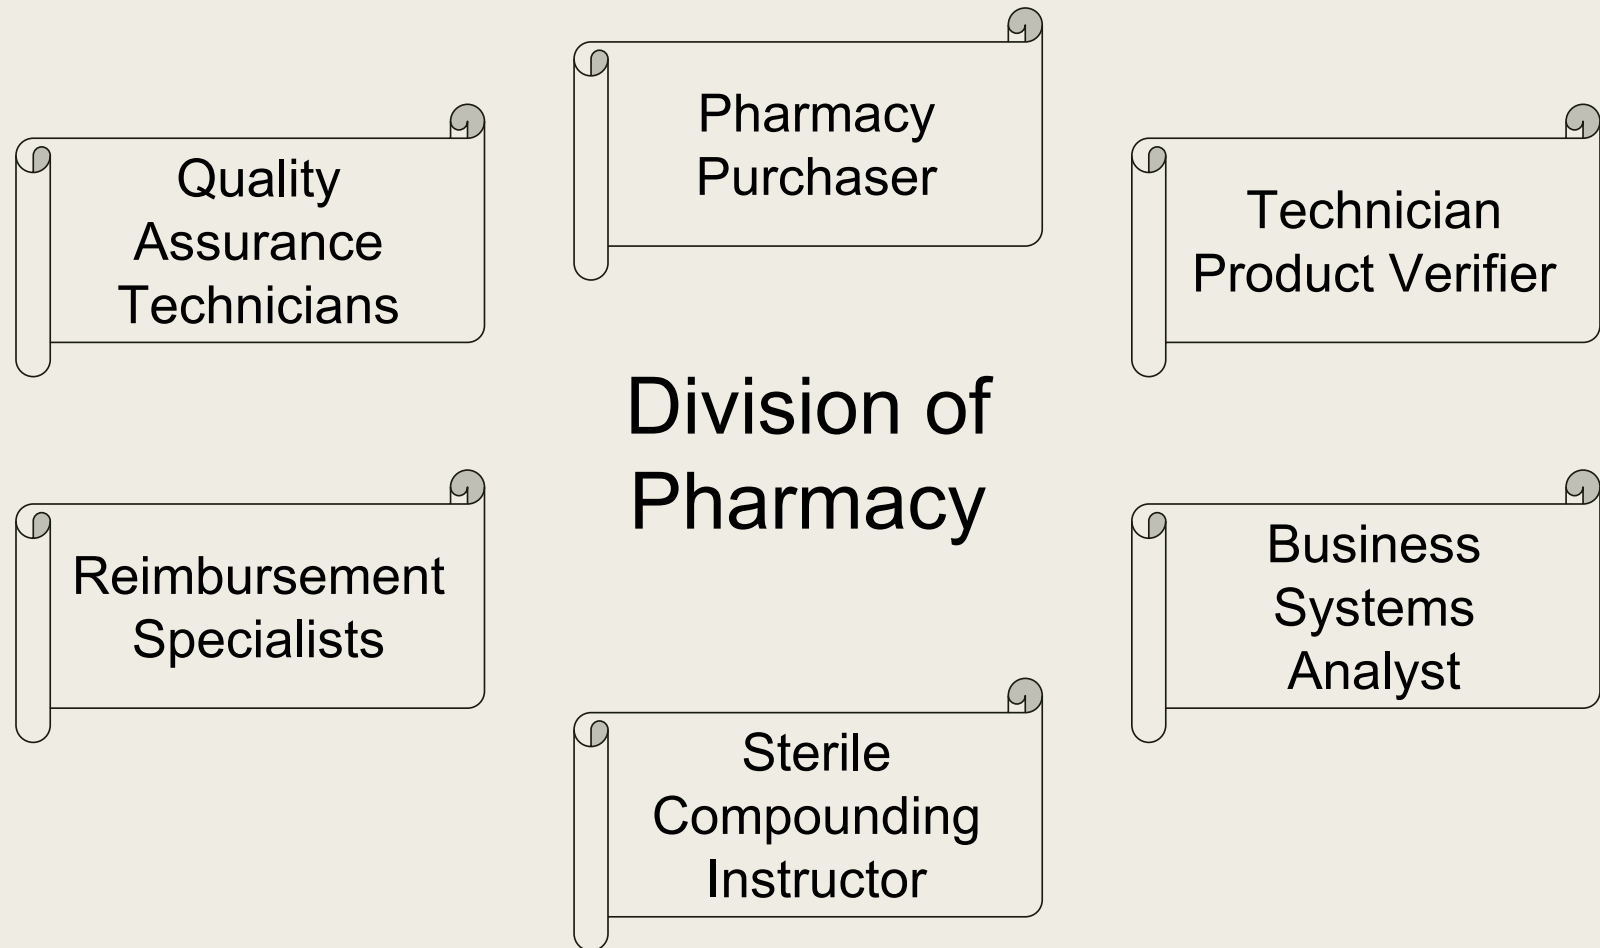 Pharmacy
Purchaser
Quality
Assurance
Technicians
Technician
Product Verifier
Division of
Pharmacy
Reimbursement
Specialists
Business
Systems
Analyst
Sterile
Compounding
Instructor